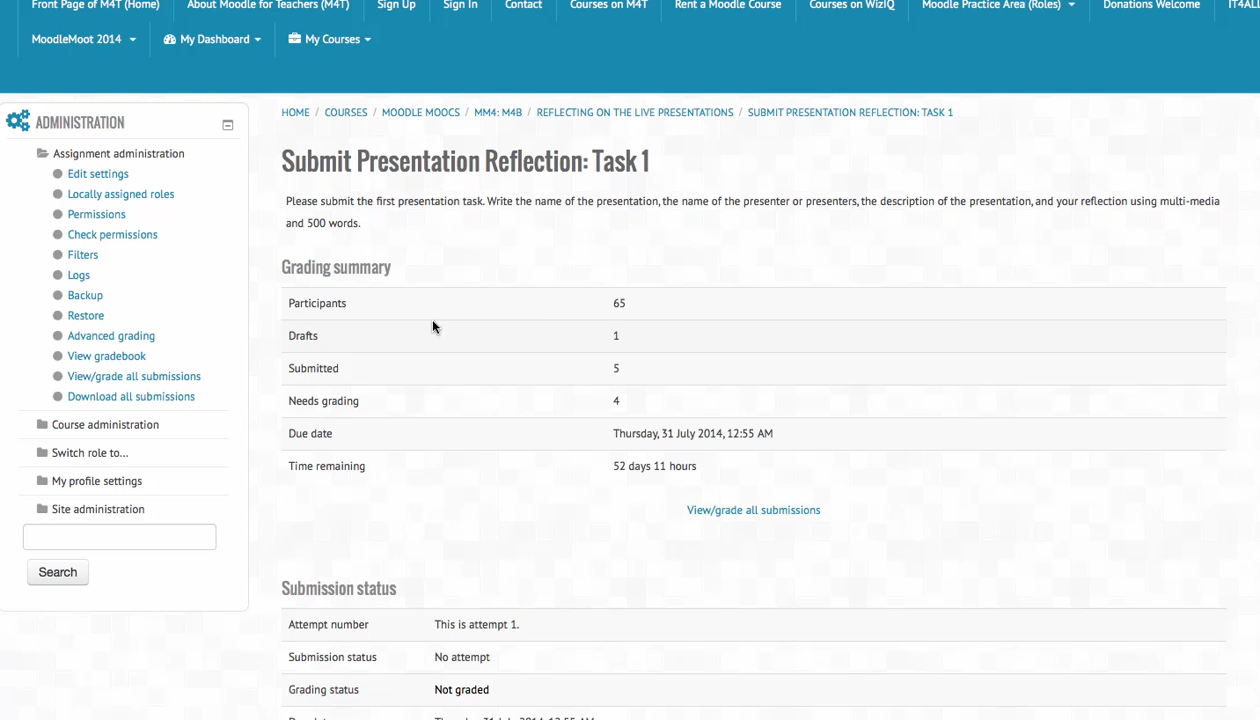 Front Page of M4T (Home)
About Moodle for Teachers (M4T)
Sign Up
Sign In
Contact
Courses on M4T
Rent a Moodle Course
Courses on WizIQ
Moodle Practice Area (Roles)
Donations Welcome
IT4ALL
MoodleMoot 2014
My Dashboard
My Courses
ADMINISTRATION
Assignment administration
Edit settings
Locally assigned roles
Permissions
Check permissions
Filters
Logs
Backup
Restore
Advanced grading
View gradebook
View/grade all submissions
Download all submissions
Course administration
Switch role to...
My profile settings
Site administration
Search
HOME / COURSES / MOODLE MOOCS / MM4: M4B / REFLECTING ON THE LIVE PRESENTATIONS / SUBMIT PRESENTATION REFLECTION: TASK 1
Submit Presentation Reflection: Task 1
Please submit the first presentation task. Write the name of the presentation, the name of the presenter or presenters, the description of the presentation, and your reflection using multi-media
and 500 words.
Grading summary
Participants 65
Drafts 1
Submitted 5
Needs grading 4
Due date Thursday, 31 July 2014, 12:55 AM
Time remaining 52 days 11 hours
View/grade all submissions
Submission status
Attempt number This is attempt 1.
Submission status No attempt
Grading status Not graded